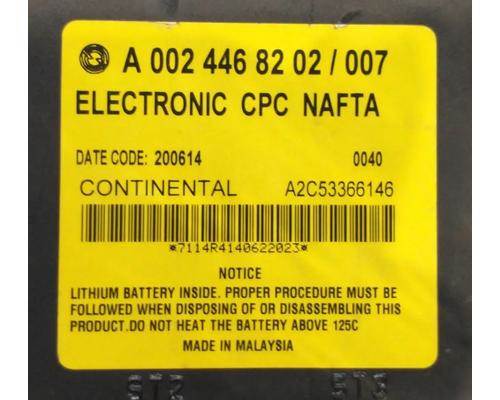 A 002 446 82 02 / 007
ELECTRONIC CPC NAFTA
DATE CODE: 200614 0040
CONTINENTAL A2C53366146
*7114R4140622023*
NOTICE
LITHIUM BATTERY INSIDE. PROPER PROCEDURE MUST BE
FOLLOWED WHEN DISPOSING OF OR DISASSEMBLING THIS
PRODUCT.DO NOT HEAT THE BATTERY ABOVE 125C
MADE IN MALAYSIA